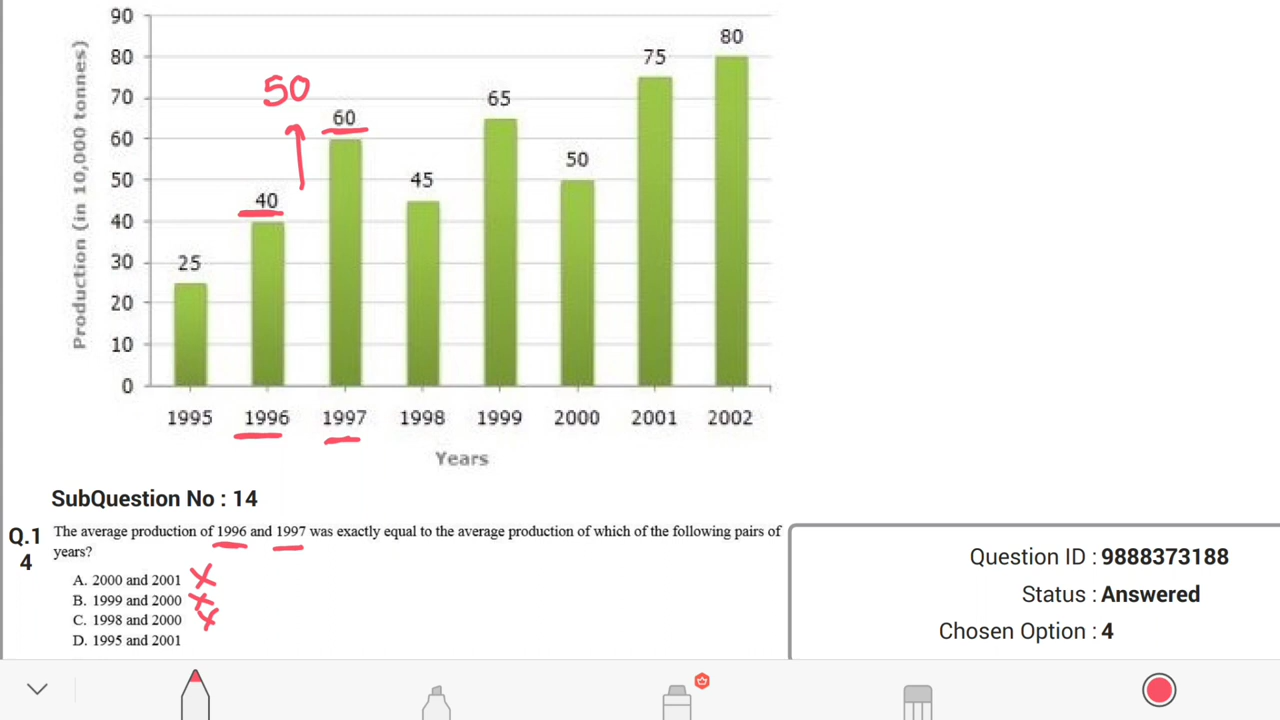 90
80
80
75
70
50
65
60
60
50
50
45
40
40
30
25
20
10
0
Production (in 10,000 tonnes)
1995 1996 1997 1998 1999 2000 2001 2002
Years
SubQuestion No : 14
Q.14 The average production of 1996 and 1997 was exactly equal to the average production of which of the following pairs of
years?
A. 2000 and 2001
B. 1999 and 2000
C. 1998 and 2000
D. 1995 and 2001
Question ID : 9888373188
Status : Answered
Chosen Option : 4